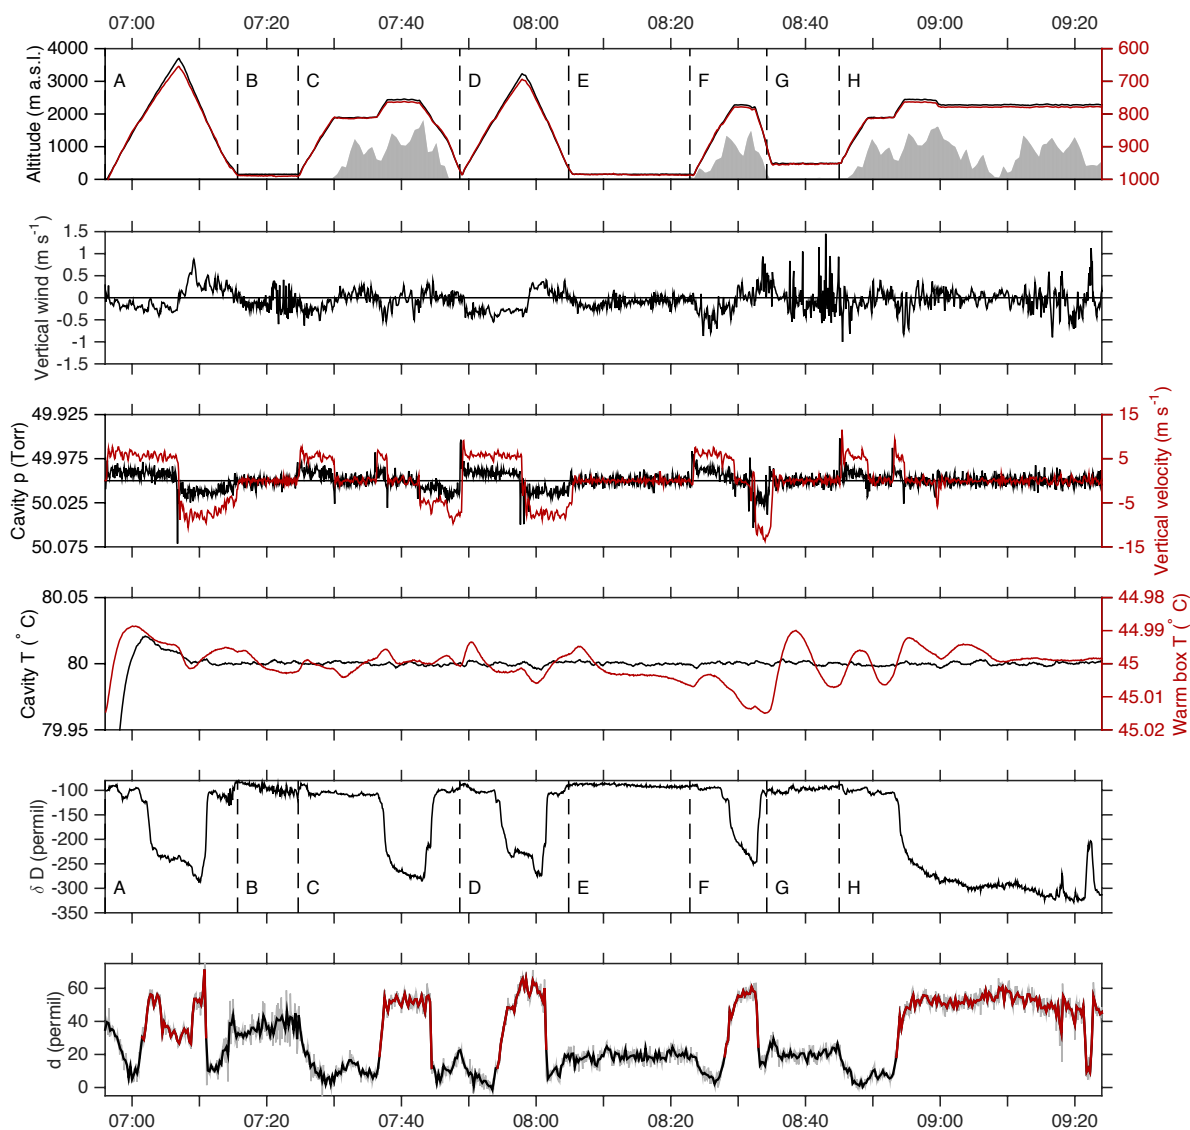 07:00 07:20 07:40 08:00 08:20 08:40 09:00 09:20
4000 600
3000 700
2000 800
1000 900
0 1000
Altitude (m a.s.l.)
A B C D E F G H
1.5
1
0.5
0
-0.5
-1
-1.5
Vertical wind (m s⁻¹)
49.925 15
49.975 5
50.025 -5
50.075 -15
Cavity p (Torr)
Vertical velocity (m s⁻¹)
80.05 44.98
44.99
80 45
45.01
79.95 45.02
Cavity T (° C)
Warm box T (° C)
-100
-150
-200
-250
-300
-350
δ D (permil)
A B C D E F G H
60
40
20
0
d (permil)
07:00 07:20 07:40 08:00 08:20 08:40 09:00 09:20